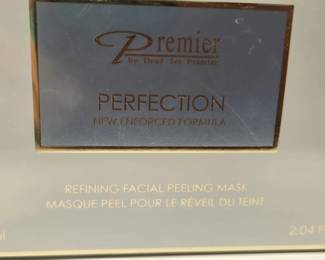 Premier
by Dead Sea Premier
PERFECTION
NEW ENFORCED FORMULA
REFINING FACIAL PEELING MASK
MASQUE PEEL POUR LE RÉVEIL DU TEINT
2.04 F